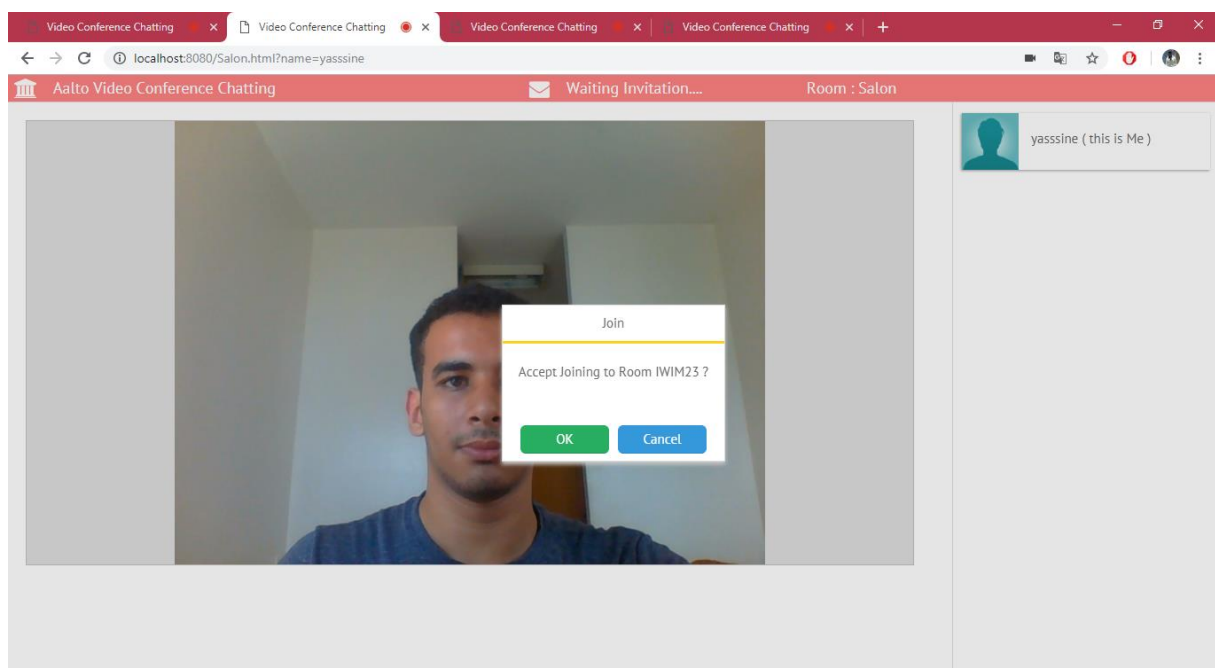 Video Conference Chatting
Video Conference Chatting
Video Conference Chatting
Video Conference Chatting
localhost:8080/Salon.html?name=yasssine
Aalto Video Conference Chatting
Waiting Invitation....
Room : Salon
yasssine ( this is Me )
Join
Accept Joining to Room IWIM23 ?
OK
Cancel